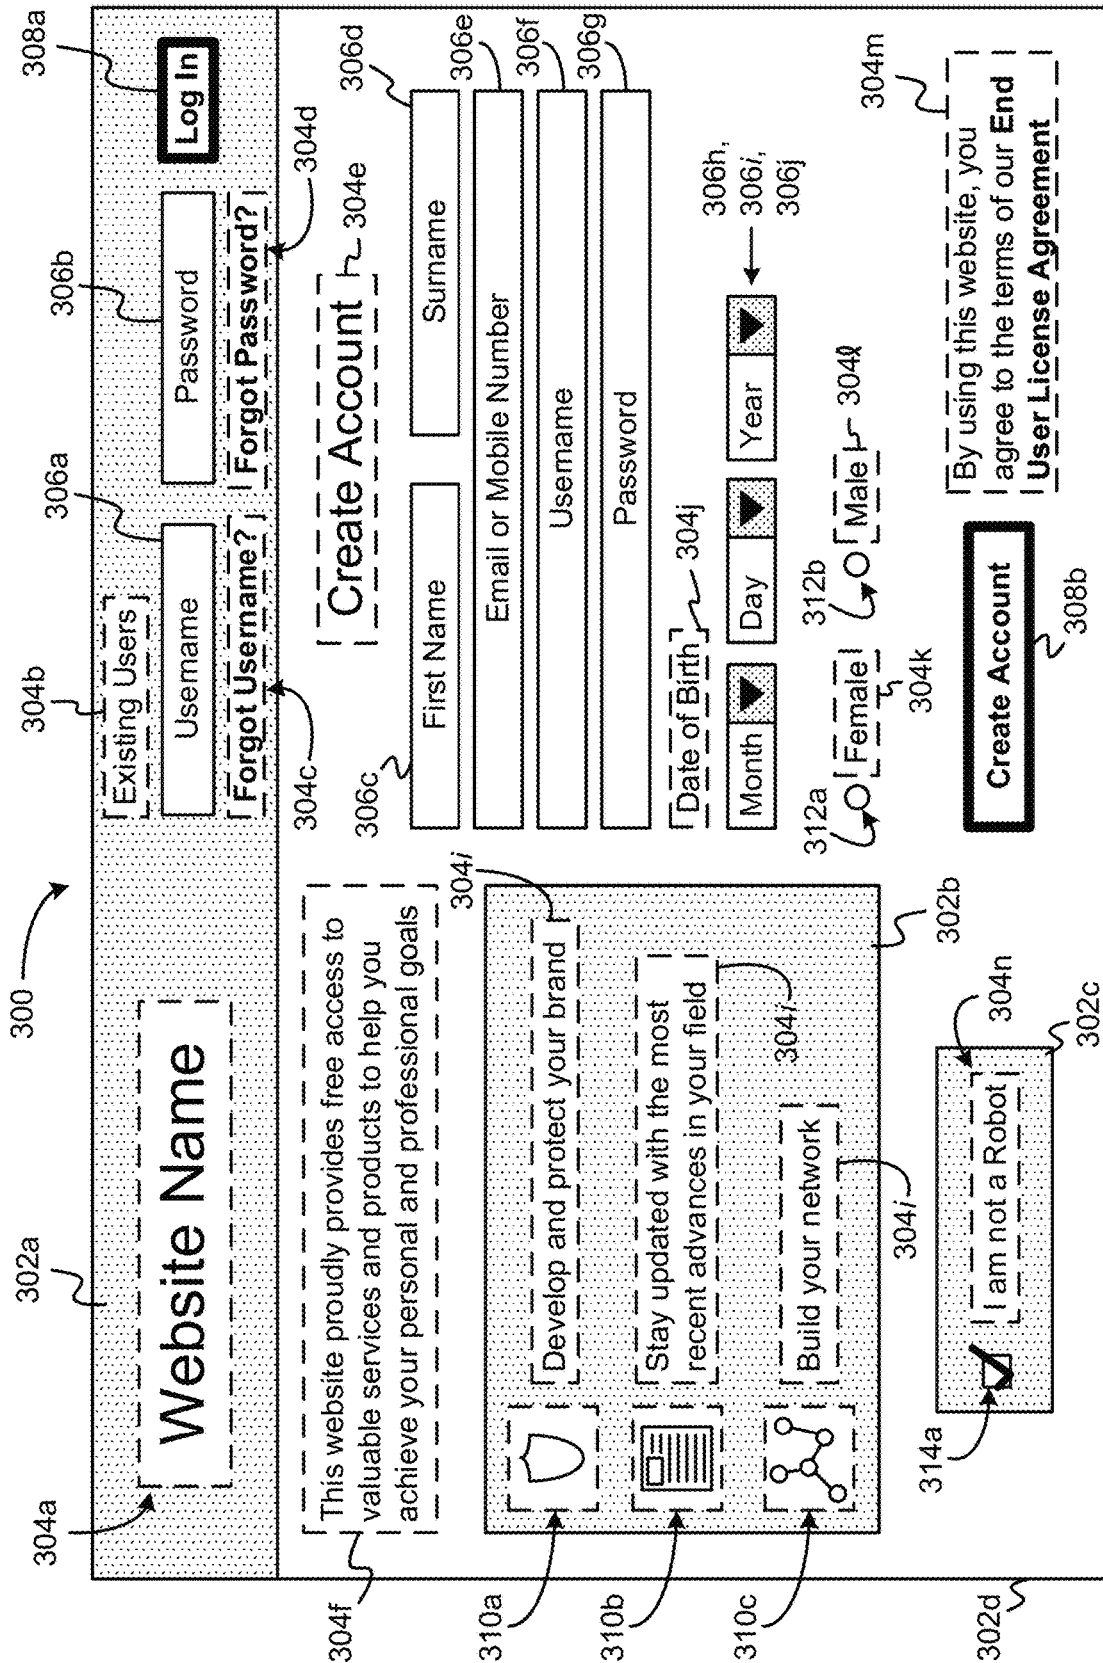 300
304a
302a
304b
306a
306b
308a
Website Name
Existing Users
Username
Password
Log In
Forgot Username?
Forgot Password?
304c
304d
304f
This website proudly provides free access to
valuable services and products to help you
achieve your personal and professional goals
Create Account
304e
306c
306d
First Name
Surname
306e
Email or Mobile Number
306f
Username
306g
Password
310a
Develop and protect your brand
304i
310b
Stay updated with the most
recent advances in your field
304i
310c
Build your network
304i
302b
Date of Birth
304j
Month
Day
Year
306h,
306i,
306j
312a
Female
304k
312b
Male
304ℓ
314a
I am not a Robot
304n
302c
Create Account
308b
By using this website, you
agree to the terms of our End
User License Agreement
304m
302d